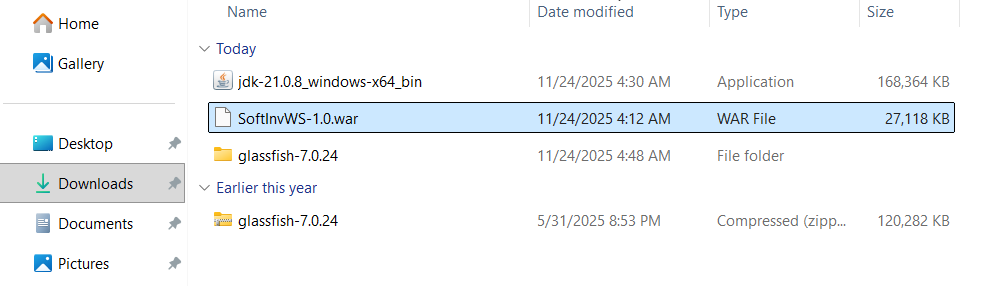 Name Date modified Type Size
Home
Today
Gallery
jdk-21.0.8_windows-x64_bin 11/24/2025 4:30 AM Application 168,364 KB
SoftInvWS-1.0.war 11/24/2025 4:12 AM WAR File 27,118 KB
Desktop
glassfish-7.0.24 11/24/2025 4:48 AM File folder
Downloads
Earlier this year
Documents
glassfish-7.0.24 5/31/2025 8:53 PM Compressed (zipp... 120,282 KB
Pictures